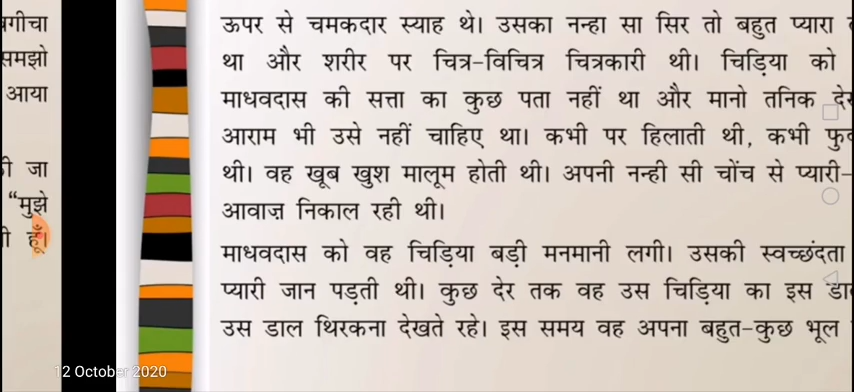 गीचा
समझो
आया
जा
“मुझे
ऊपर से चमकदार स्याह थे। उसका नन्हा सा सिर तो बहुत प्यारा
था और शरीर पर चित्र-विचित्र चित्रकारी थी। चिड़िया को
माधवदास की सत्ता का कुछ पता नहीं था और मानो तनिक
आराम भी उसे नहीं चाहिए था। कभी पर हिलाती थी, कभी
थी। वह खूब खुश मालूम होती थी। अपनी नन्ही सी चोंच से प्यारी-
आवाज़ निकाल रही थी।
माधवदास को वह चिड़िया बड़ी मनमानी लगी। उसकी स्वच्छंदता
प्यारी जान पड़ती थी। कुछ देर तक वह उस चिड़िया का इस
उस डाल थिरकना देखते रहे। इस समय वह अपना बहुत-कुछ भूल
12 October 2020